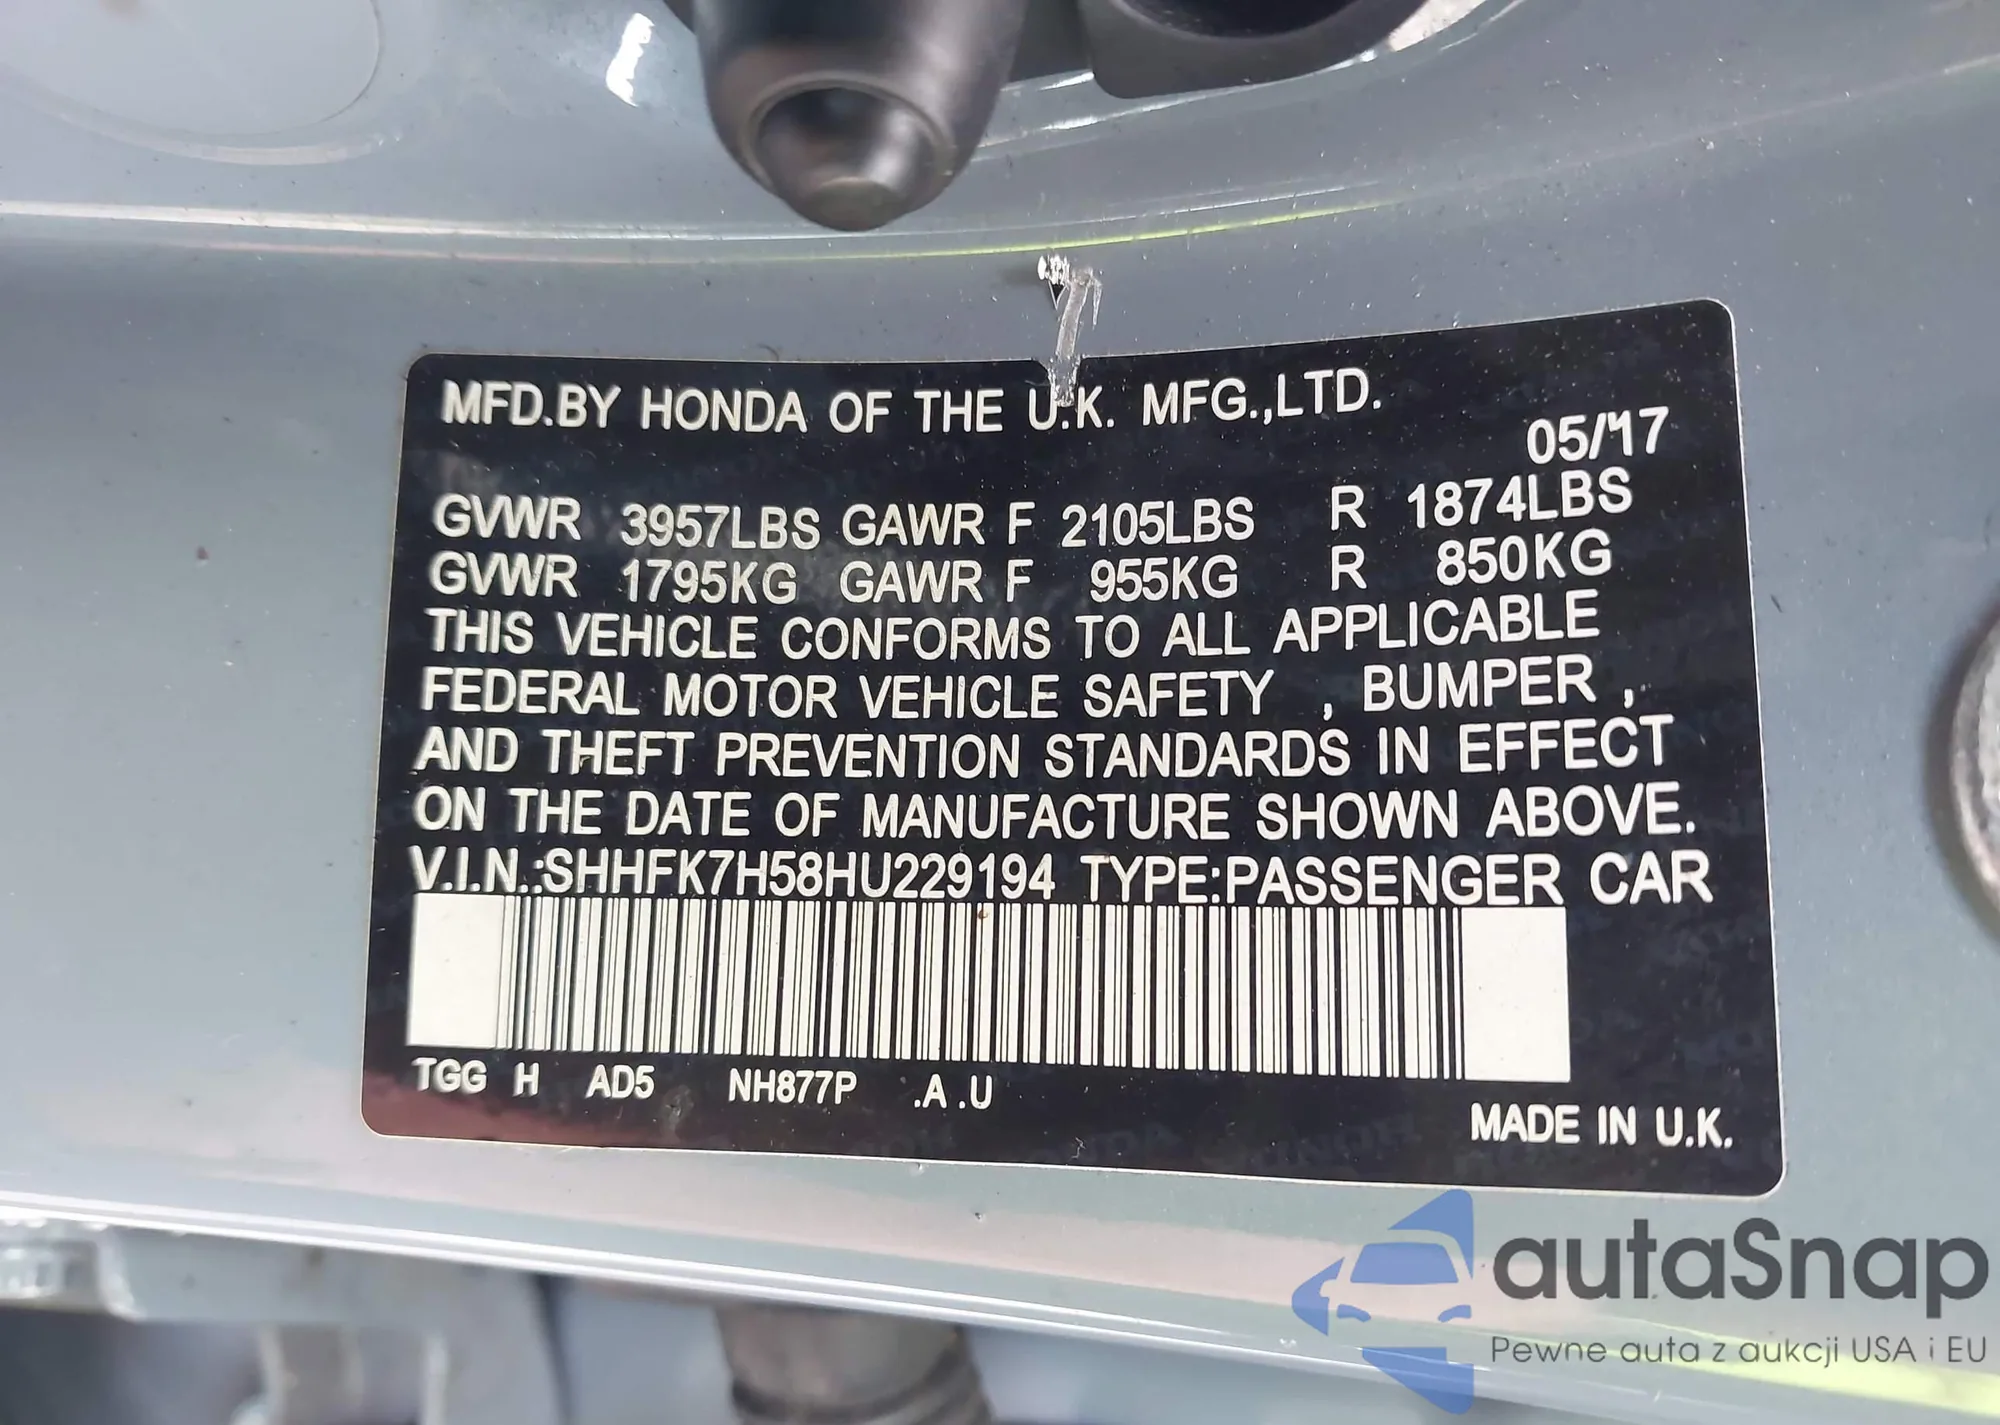 MFD.BY HONDA OF THE U.K. MFG.,LTD.
05/17
GVWR 3957LBS GAWR F 2105LBS R 1874LBS
GVWR 1795KG GAWR F 955KG R 850KG
THIS VEHICLE CONFORMS TO ALL APPLICABLE
FEDERAL MOTOR VEHICLE SAFETY , BUMPER ,
AND THEFT PREVENTION STANDARDS IN EFFECT
ON THE DATE OF MANUFACTURE SHOWN ABOVE.
V.I.N.:SHHFK7H58HU229194 TYPE:PASSENGER CAR
TGG H AD5 NH877P .A .U
MADE IN U.K.
autaSnap
Pewne auta z aukcji USA i EU